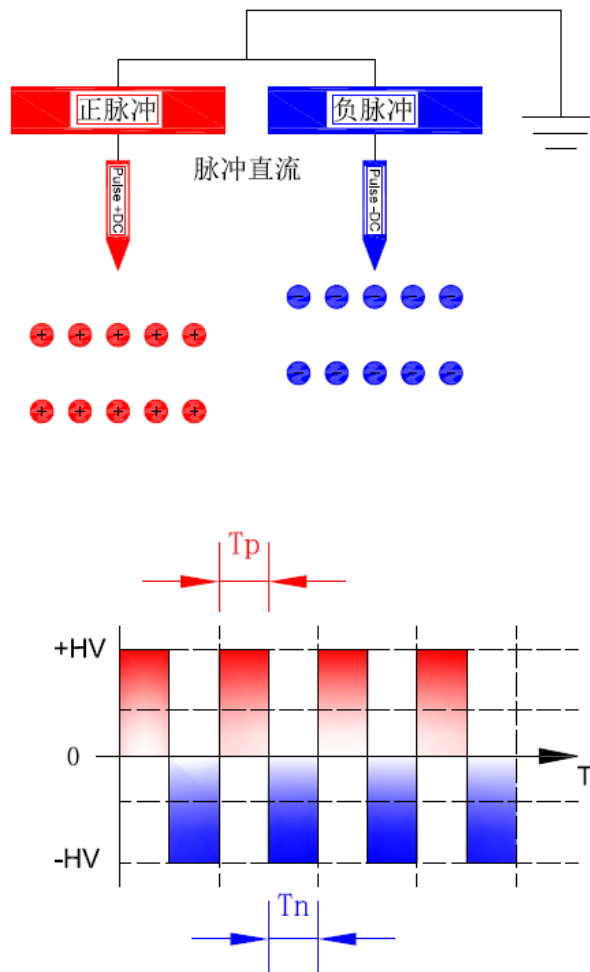 正脉冲
负脉冲
脉冲直流
Pulse +DC
Pulse -DC
+ + + + +
- - - - -
- - - - -
+ + + + +
Tp
+HV
0
T
-HV
Tn